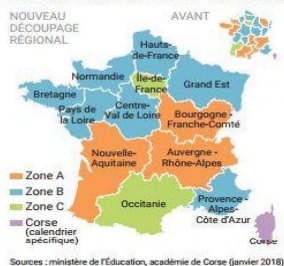 NOUVEAU
DÉCOUPAGE
RÉGIONAL
AVANT
Hauts-
de-France
Normandie
Île-de-
France
Grand Est
Bretagne
Pays de
la Loire
Centre-
Val de Loire
Bourgogne -
Franche-Comté
Nouvelle-
Aquitaine
Auvergne -
Rhône-Alpes
Occitanie
Provence -
Alpes-
Côte d'Azur
Corse
Zone A
Zone B
Zone C
Corse
(calendrier
spécifique)
Sources : ministère de l'Éducation, académie de Corse (janvier 2018)